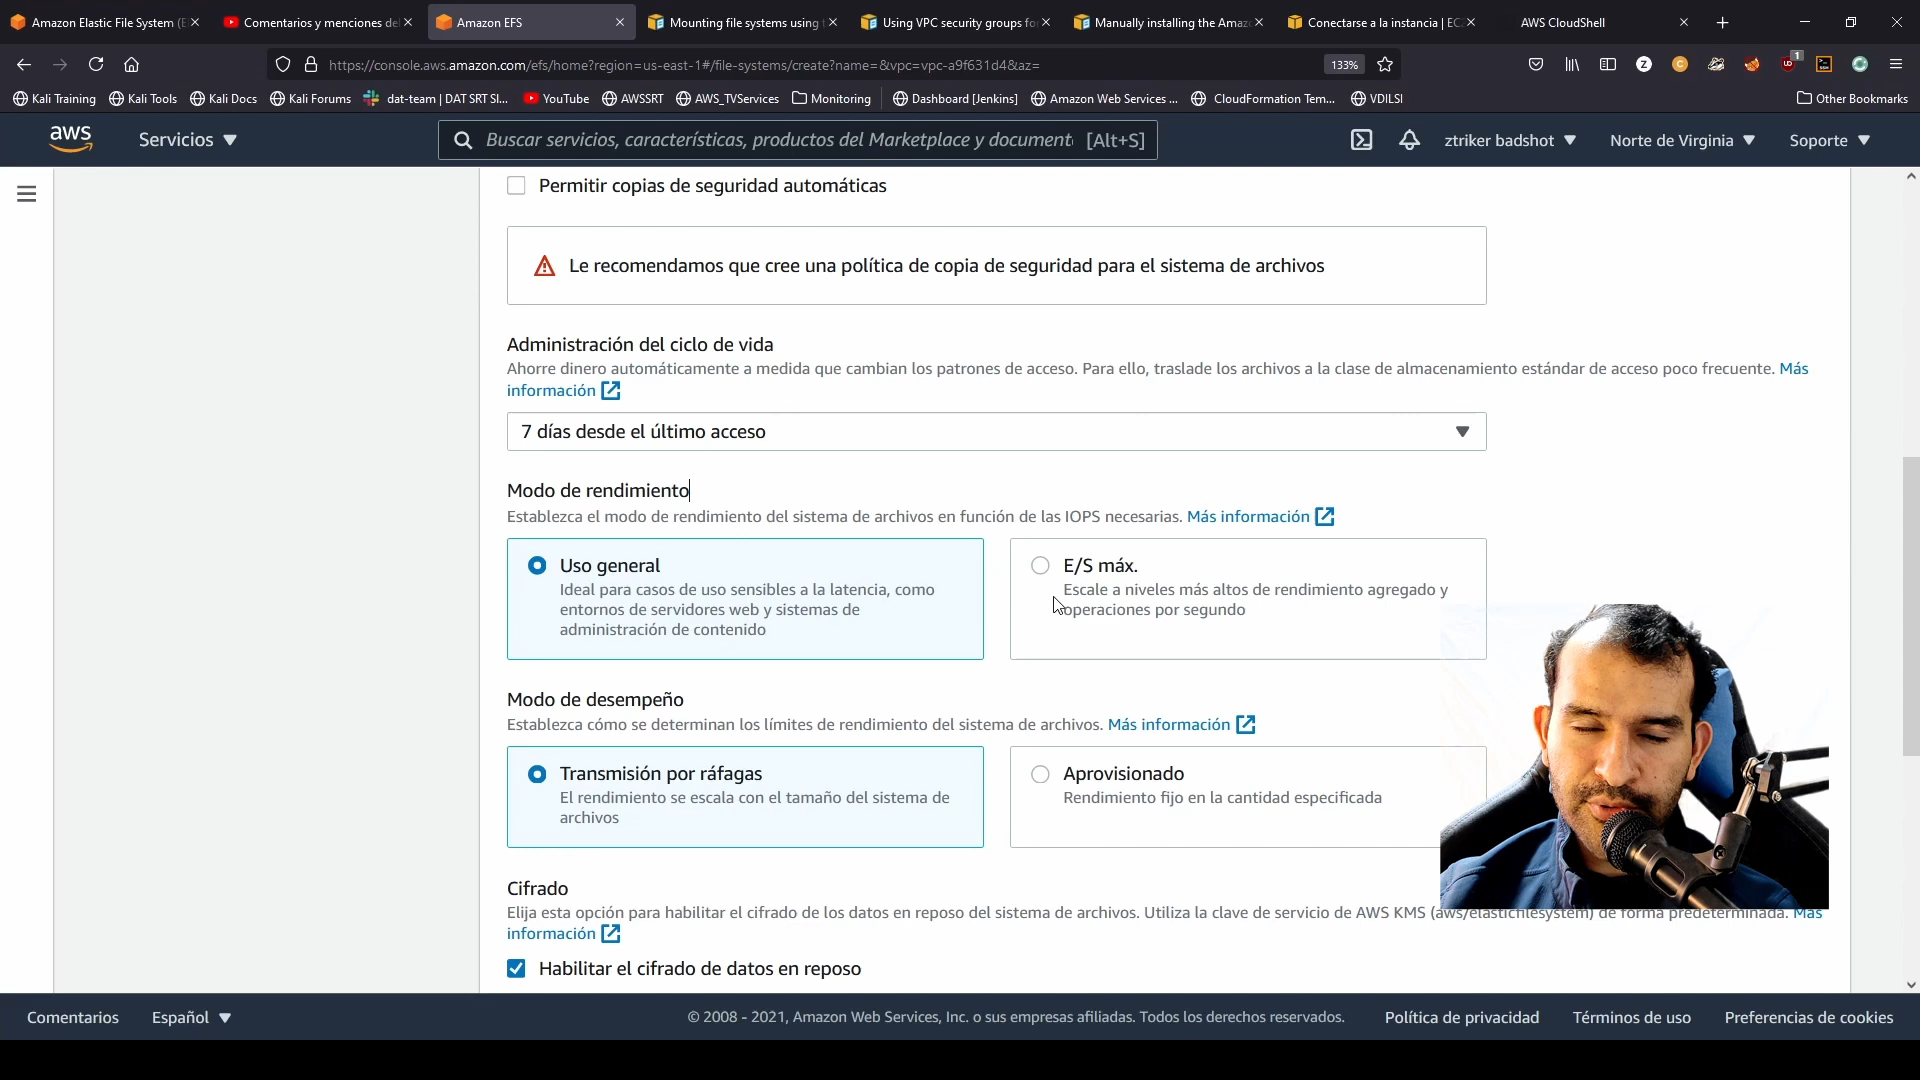 Amazon Elastic File System (E
Comentarios y menciones del
Amazon EFS
Mounting file systems using t
Using VPC security groups for
Manually installing the Amaz
Conectarse a la instancia | EC2
AWS CloudShell
https://console.aws.amazon.com/efs/home?region=us-east-1#/file-systems/create?name=&vpc=vpc-a9f631d4&az=
133%
1
Kali Training
Kali Tools
Kali Docs
Kali Forums
dat-team | DAT SRT Sl...
YouTube
AWSSRT
AWS_TVServices
Monitoring
Dashboard [Jenkins]
Amazon Web Services ...
CloudFormation Tem...
VDILSI
Other Bookmarks
aws
Servicios
Buscar servicios, características, productos del Marketplace y document
[Alt+S]
ztriker badshot
Norte de Virginia
Soporte
Permitir copias de seguridad automáticas
Le recomendamos que cree una política de copia de seguridad para el sistema de archivos
Administración del ciclo de vida
Ahorre dinero automáticamente a medida que cambian los patrones de acceso. Para ello, traslade los archivos a la clase de almacenamiento estándar de acceso poco frecuente. Más
información
7 días desde el último acceso
Modo de rendimiento
Establezca el modo de rendimiento del sistema de archivos en función de las IOPS necesarias. Más información
Uso general
Ideal para casos de uso sensibles a la latencia, como
entornos de servidores web y sistemas de
administración de contenido
E/S máx.
Escale a niveles más altos de rendimiento agregado y
operaciones por segundo
Modo de desempeño
Establezca cómo se determinan los límites de rendimiento del sistema de archivos. Más información
Transmisión por ráfagas
El rendimiento se escala con el tamaño del sistema de
archivos
Aprovisionado
Rendimiento fijo en la cantidad especificada
Cifrado
Elija esta opción para habilitar el cifrado de los datos en reposo del sistema de archivos. Utiliza la clave de servicio de AWS KMS (aws/elasticfilesystem) de forma predeterminada. Más
información
Habilitar el cifrado de datos en reposo
Comentarios
Español
© 2008 - 2021, Amazon Web Services, Inc. o sus empresas afiliadas. Todos los derechos reservados.
Política de privacidad
Términos de uso
Preferencias de cookies